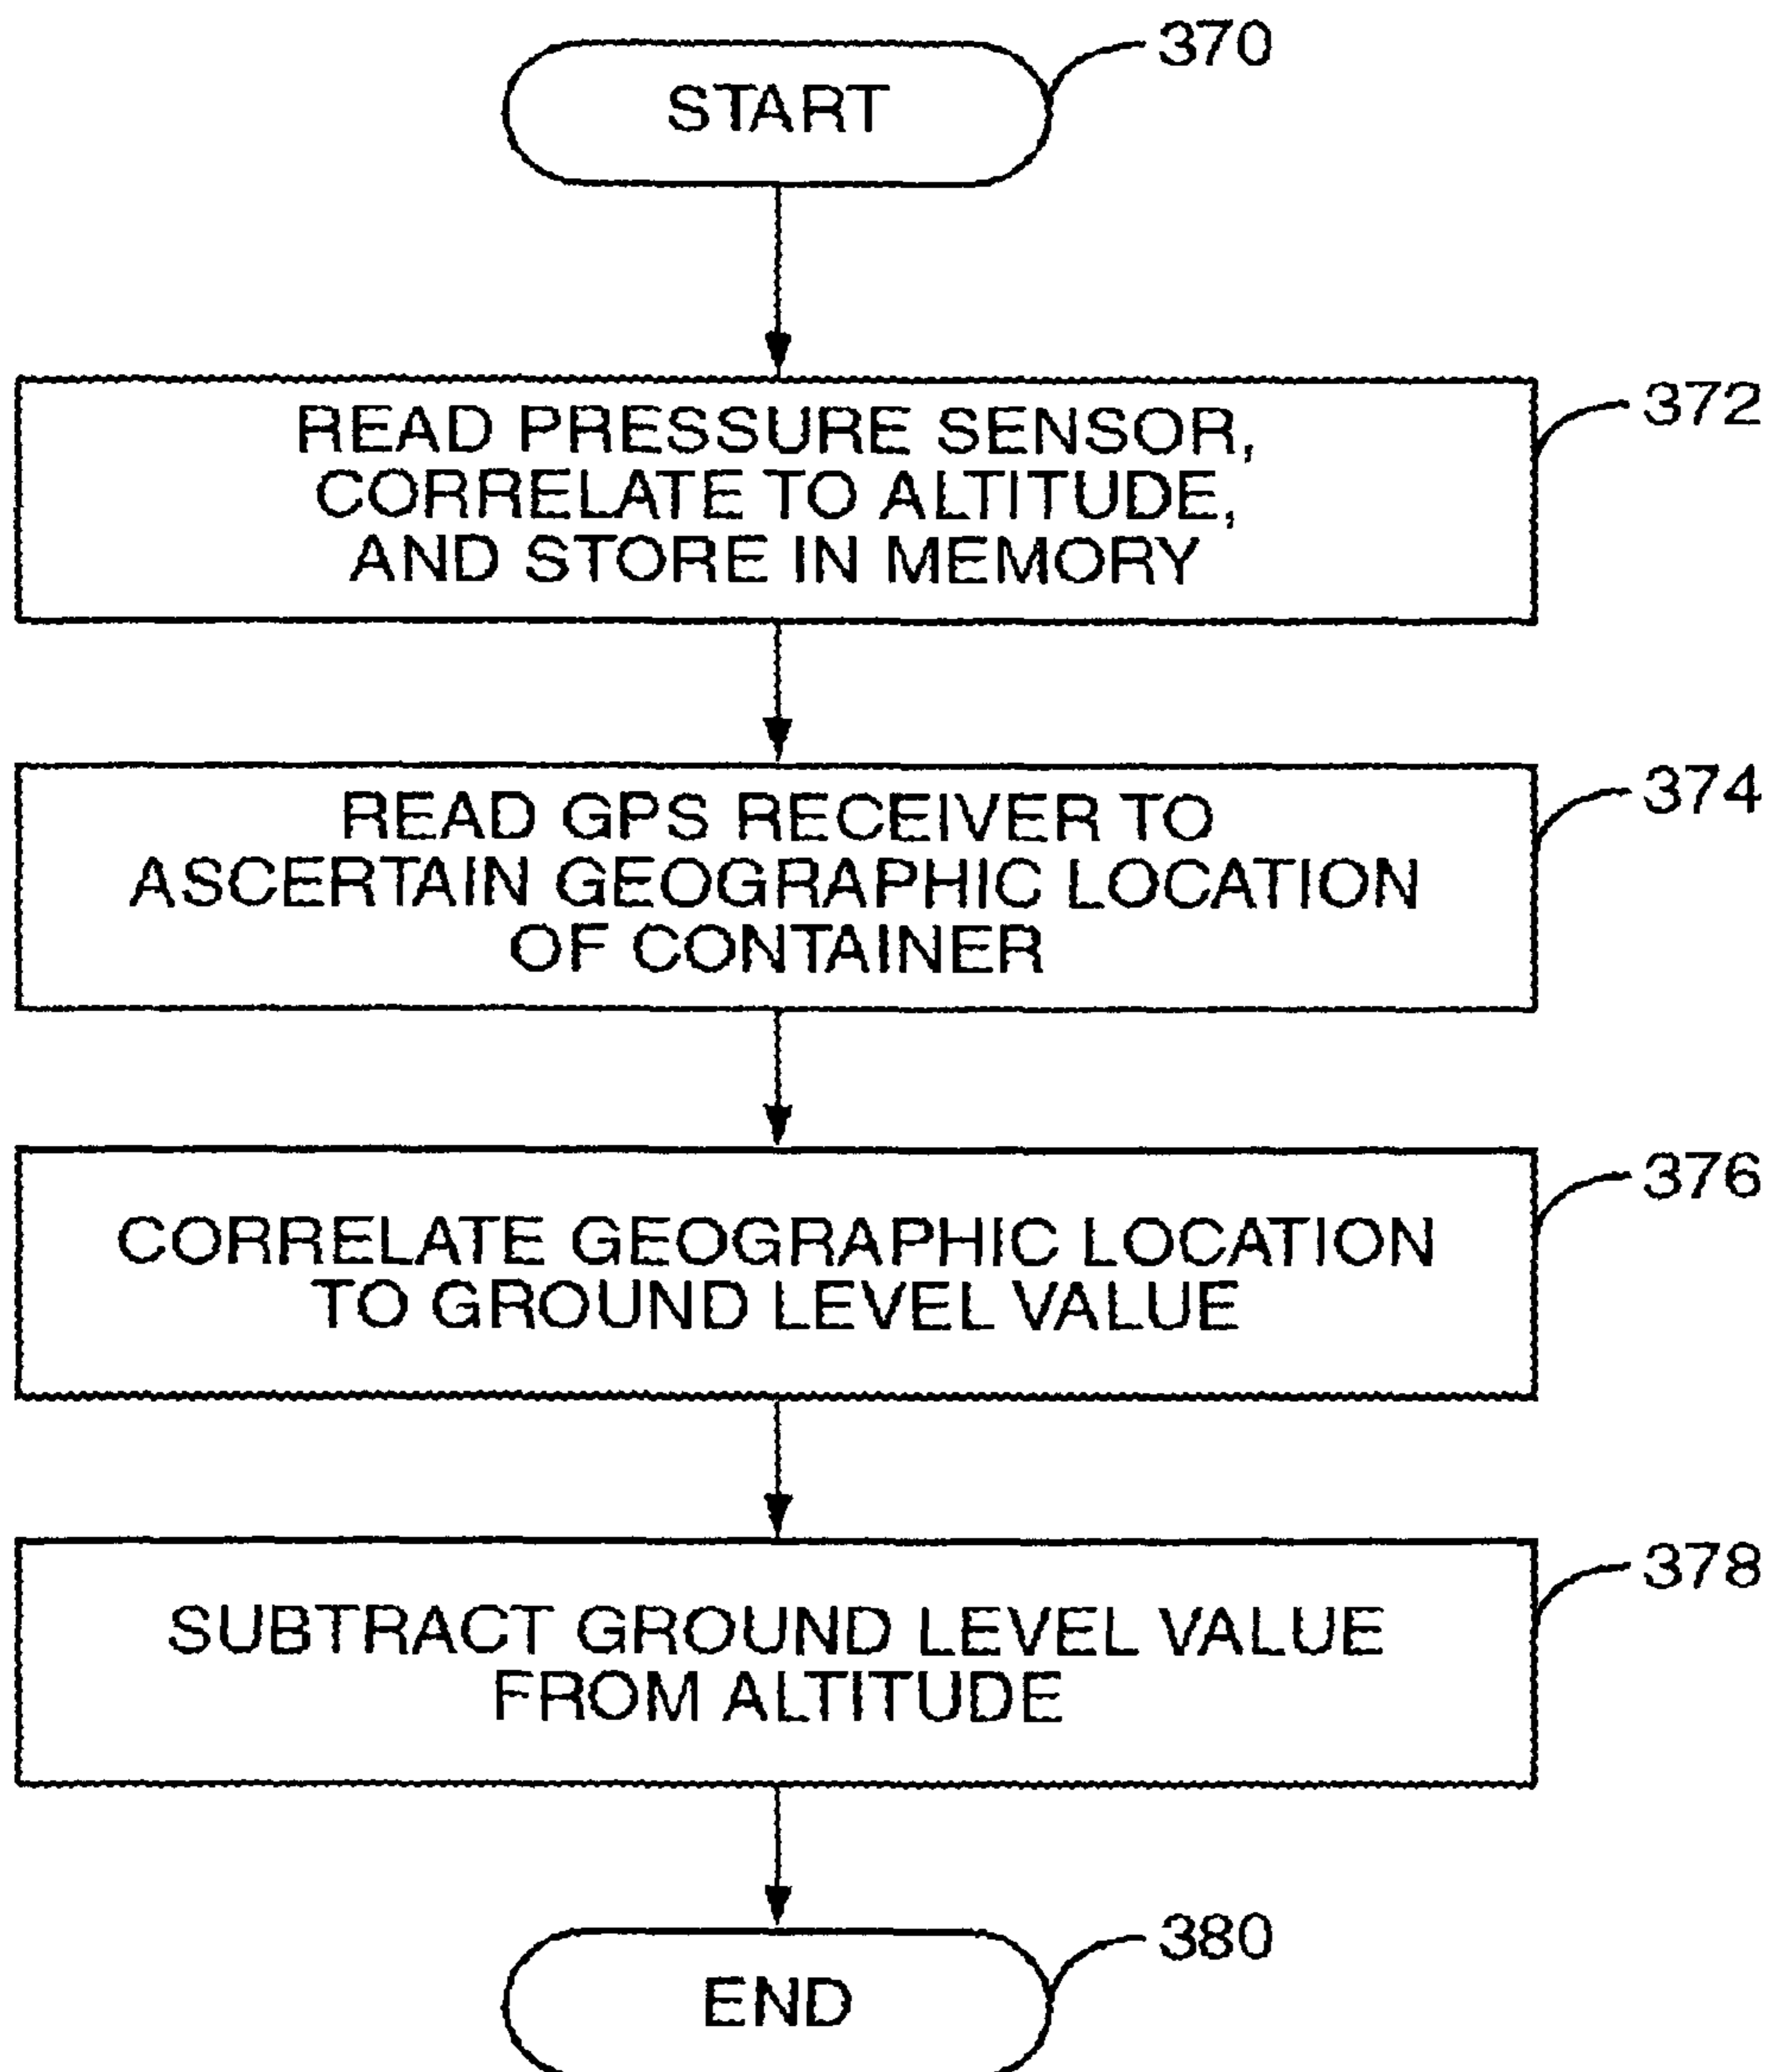 START
370
READ PRESSURE SENSOR,
CORRELATE TO ALTITUDE,
AND STORE IN MEMORY
372
READ GPS RECEIVER TO
ASCERTAIN GEOGRAPHIC LOCATION
OF CONTAINER
374
CORRELATE GEOGRAPHIC LOCATION
TO GROUND LEVEL VALUE
376
SUBTRACT GROUND LEVEL VALUE
FROM ALTITUDE
378
END
380